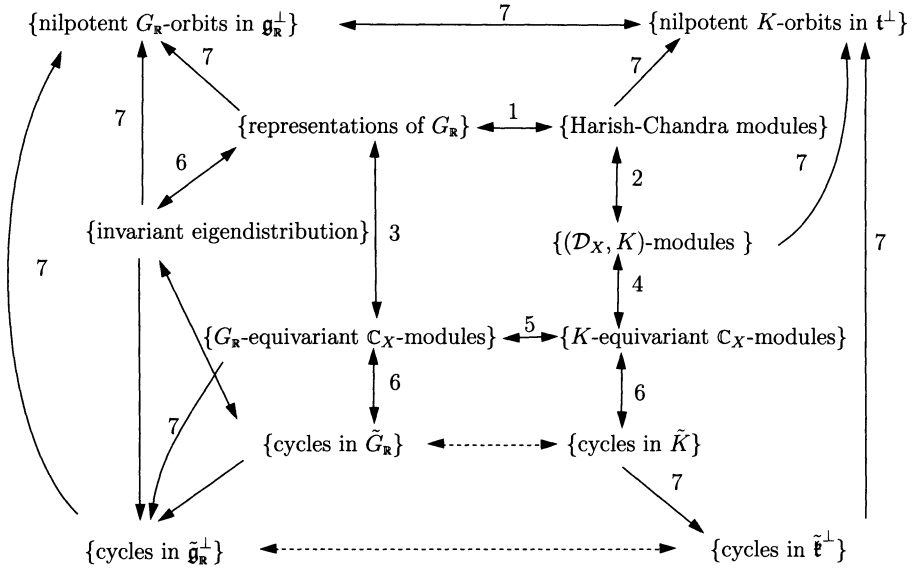 {nilpotent G_ℝ-orbits in 𝔤_ℝ^⊥} 7 {nilpotent K-orbits in 𝔱^⊥}
7 7
7 {representations of G_ℝ} 1 {Harish-Chandra modules}
6 2 7
{invariant eigendistribution} 3 {(𝒟_X, K)-modules }
7 7
4
{G_ℝ-equivariant ℂ_X-modules} 5 {K-equivariant ℂ_X-modules}
6 6
7
{cycles in G̃_ℝ} {cycles in K̃}
7
{cycles in 𝔤̃_ℝ^⊥} {cycles in 𝔱̃^⊥}